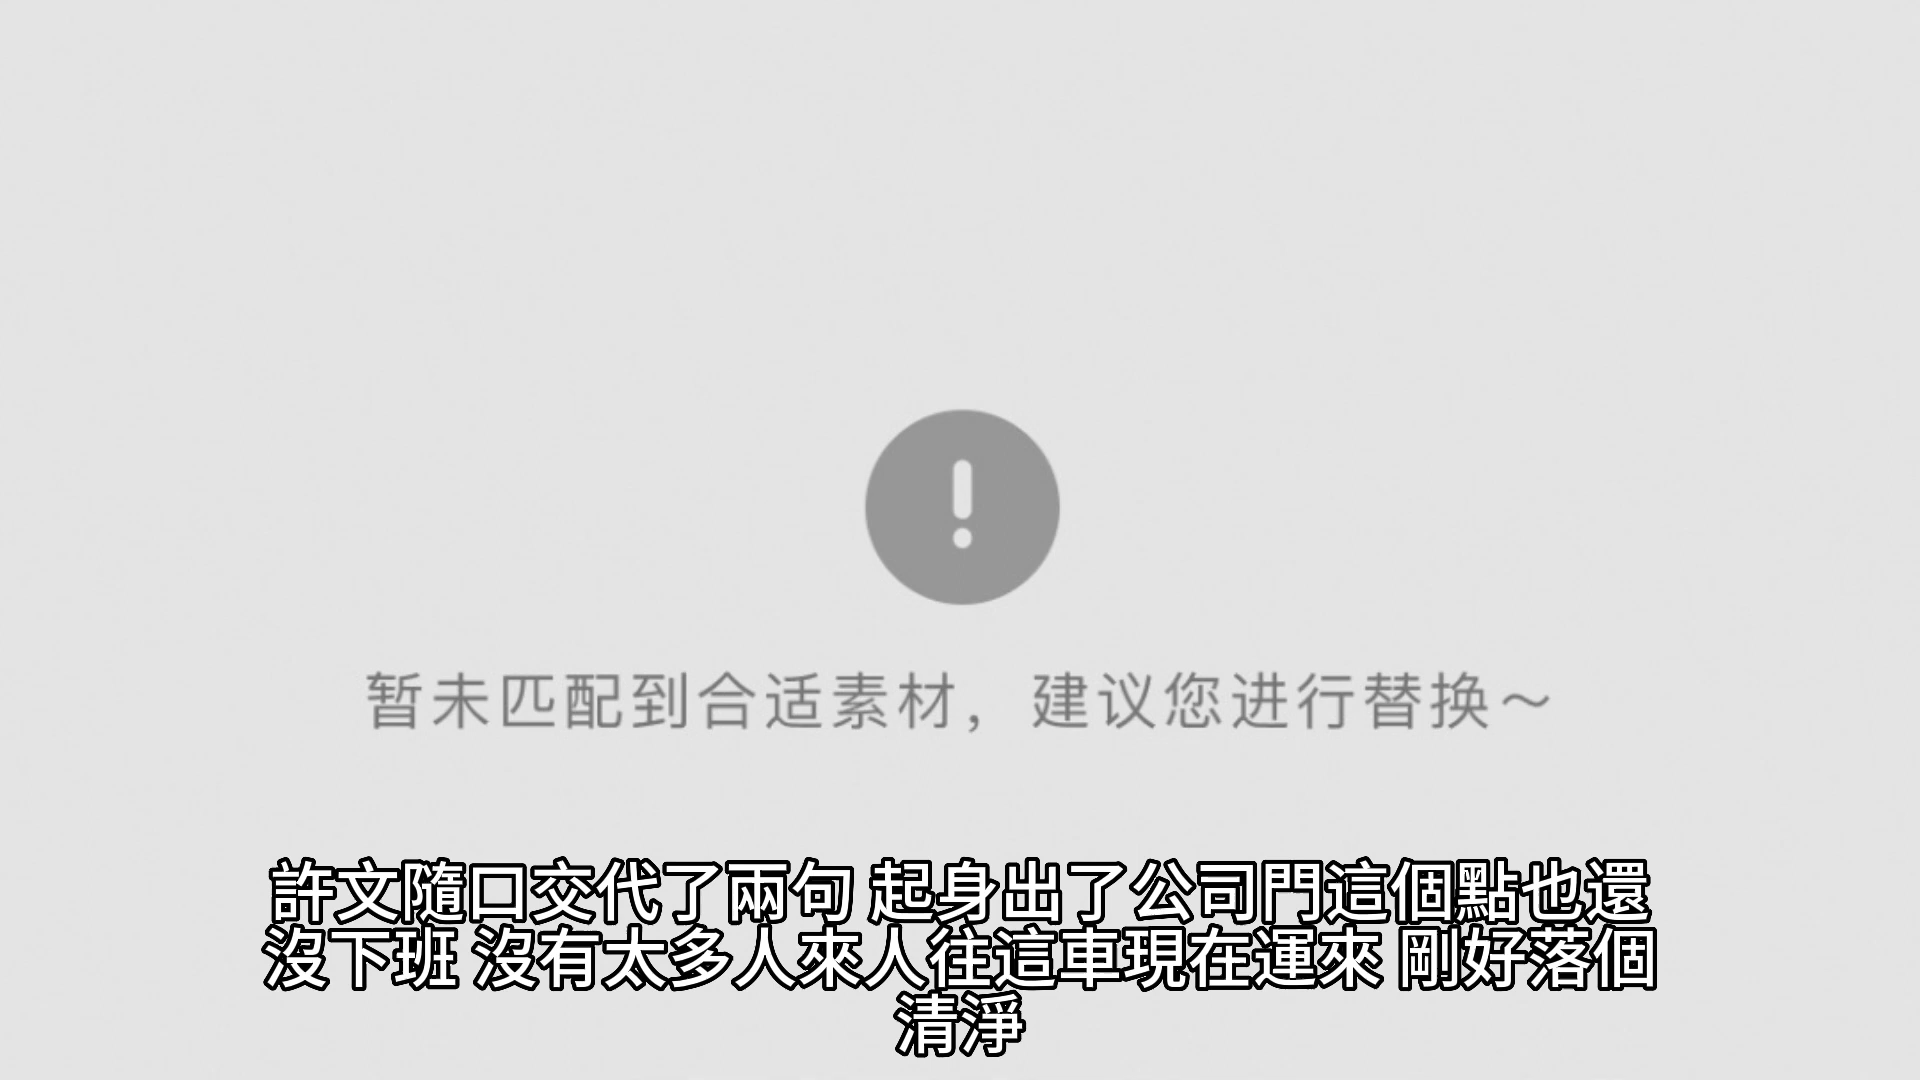 暂未匹配到合适素材，建议您进行替换～
許文隨口交代了兩句 起身出了公司門這個點也還
沒下班 沒有太多人來人往這車現在運來 剛好落個
清淨